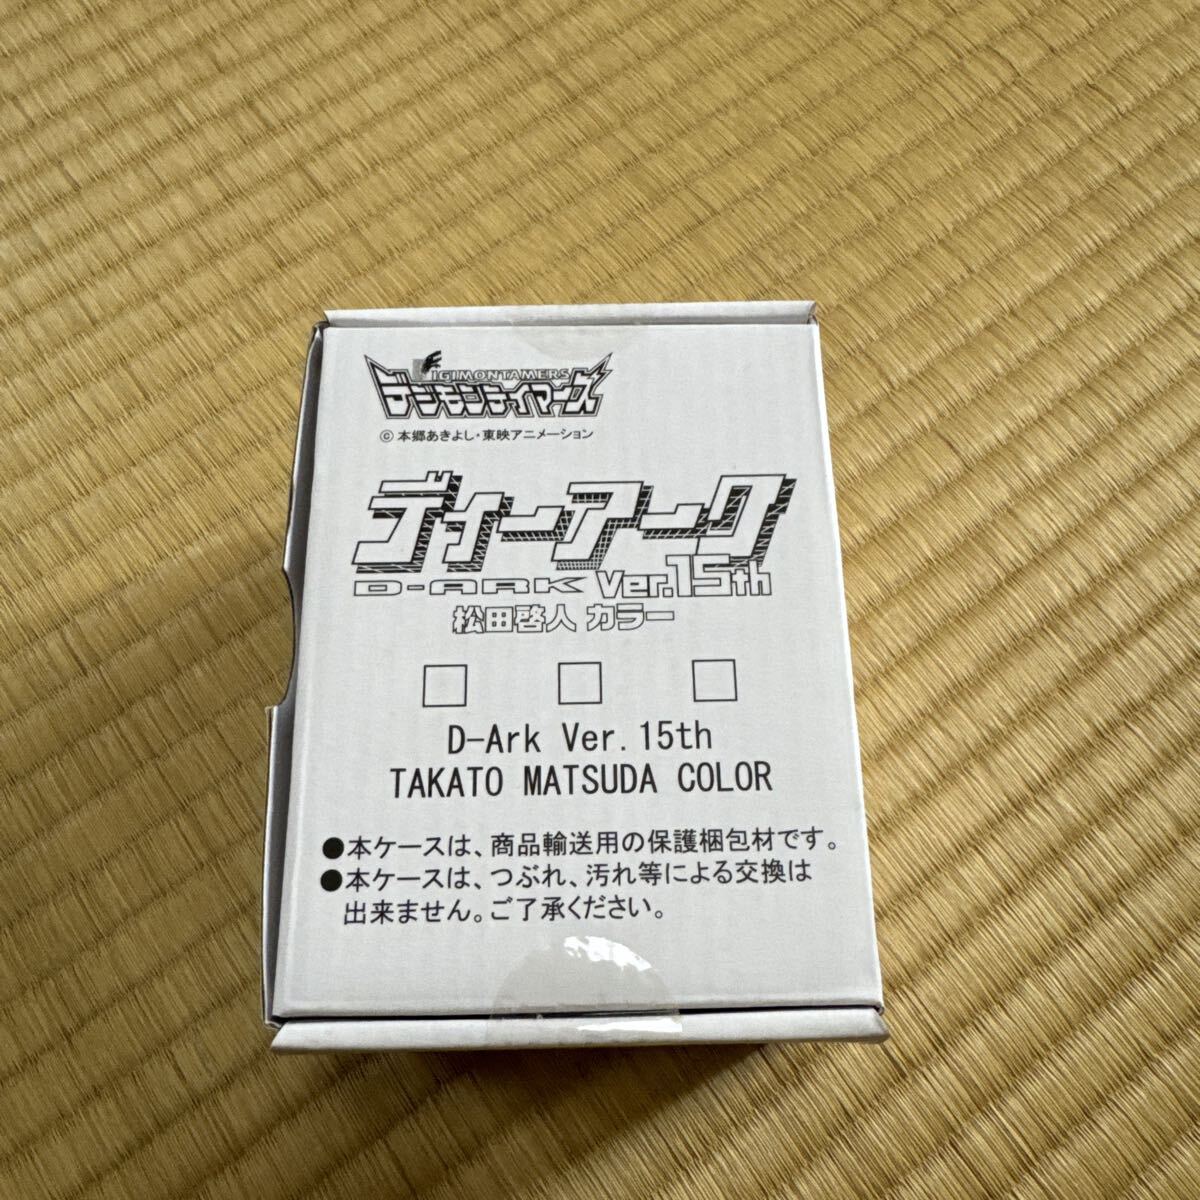 DIGIMONTAMERS
デジモンテイマーズ
© 本郷あきよし・東映アニメーション
ディーアーク
D-ARK Ver.15th
松田啓人 カラー
D-Ark Ver.15th
TAKATO MATSUDA COLOR
●本ケースは、商品輸送用の保護梱包材です。
●本ケースは、つぶれ、汚れ等による交換は
出来ません。ご了承ください。